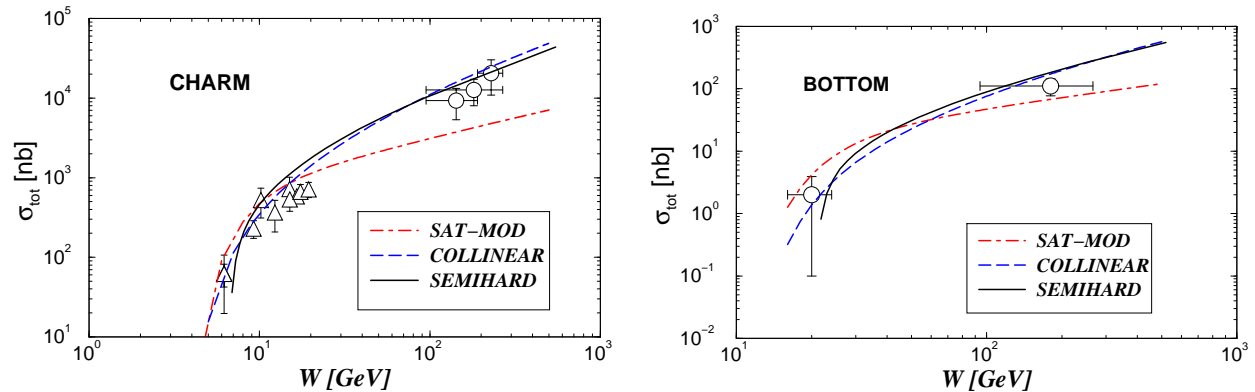 10^5
10^4
10^3
10^2
10^1
σ_tot [nb]
CHARM
SAT−MOD
COLLINEAR
SEMIHARD
10^0
10^1
10^2
10^3
W [GeV]
10^3
10^2
10^1
10^0
10^−1
10^−2
σ_tot [nb]
BOTTOM
SAT−MOD
COLLINEAR
SEMIHARD
10^1
10^2
10^3
W [GeV]